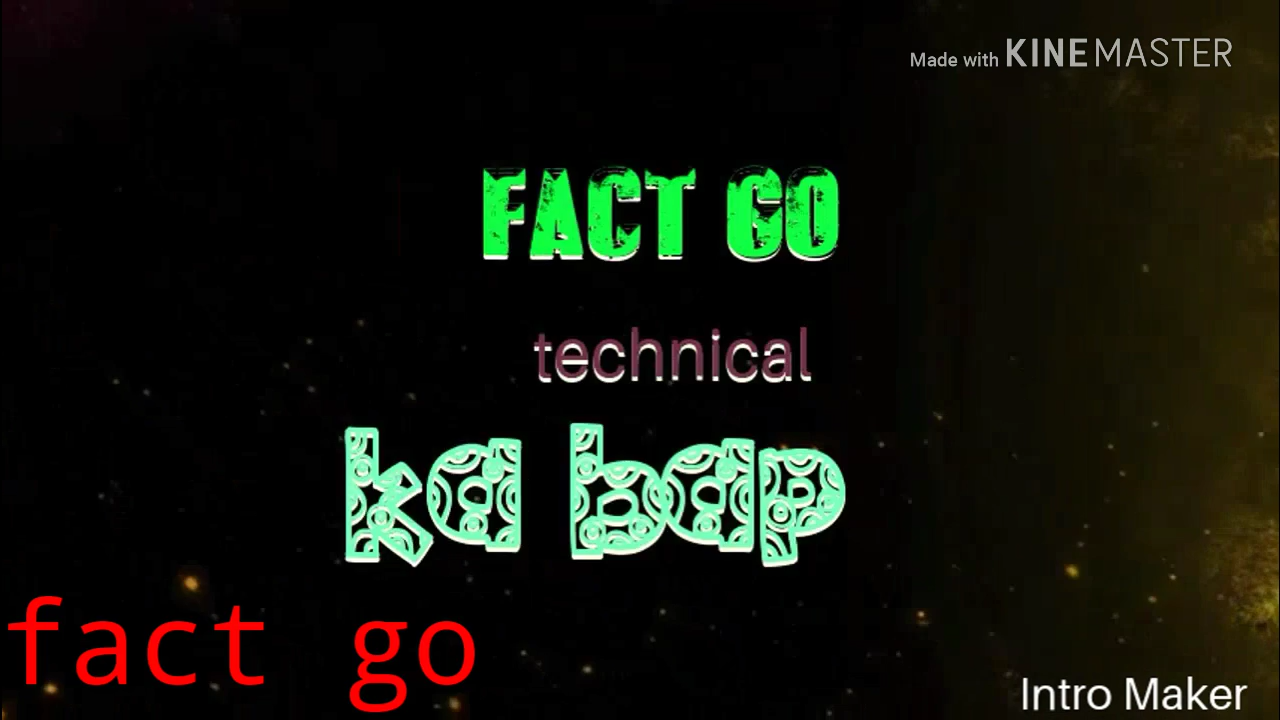 Made with KINEMASTER
FACT GO
technical
ka bap
fact go
Intro Maker